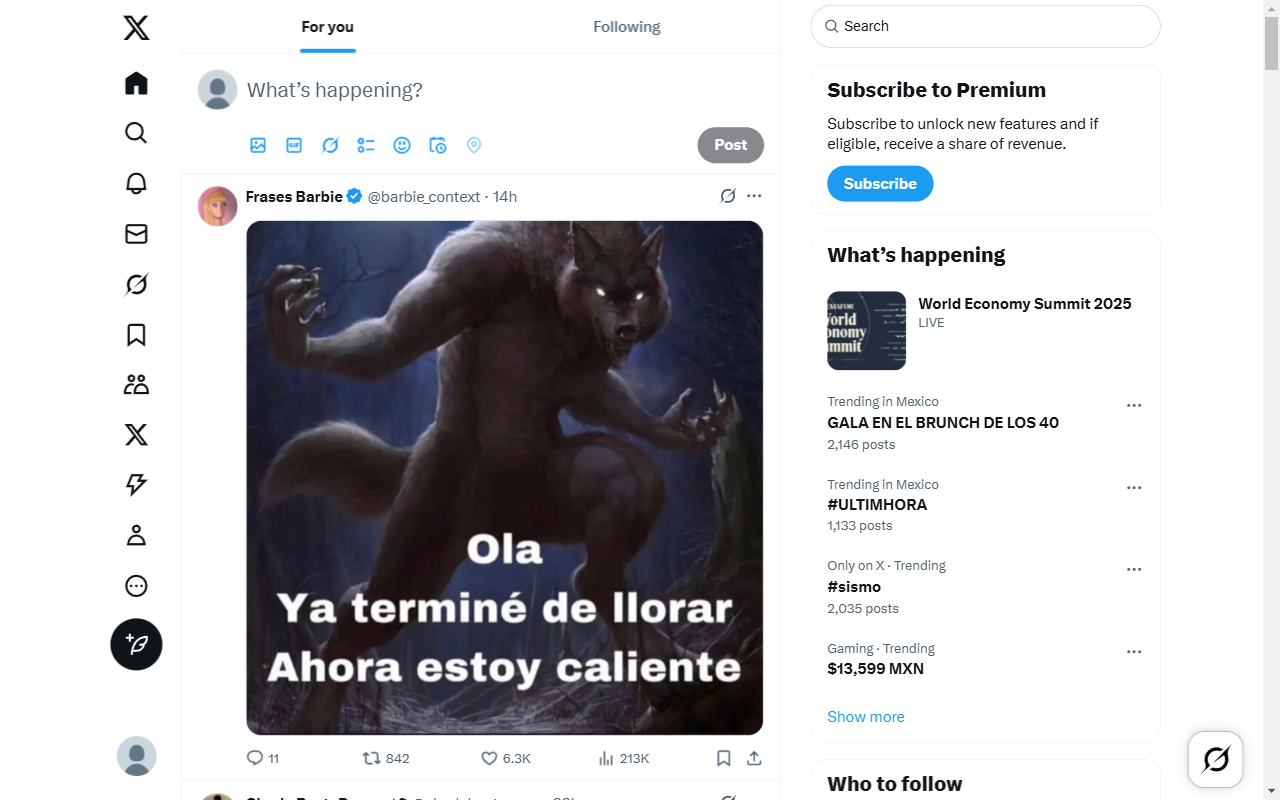 For you
Following
Search
What's happening?
GIF
Post
Frases Barbie @barbie_context · 14h
Ola
Ya terminé de llorar
Ahora estoy caliente
11
842
6.3K
213K
Subscribe to Premium
Subscribe to unlock new features and if
eligible, receive a share of revenue.
Subscribe
What's happening
World Economy Summit 2025
LIVE
Trending in Mexico
GALA EN EL BRUNCH DE LOS 40
2,146 posts
Trending in Mexico
#ULTIMHORA
1,133 posts
Only on X · Trending
#sismo
2,035 posts
Gaming · Trending
$13,599 MXN
Show more
Who to follow